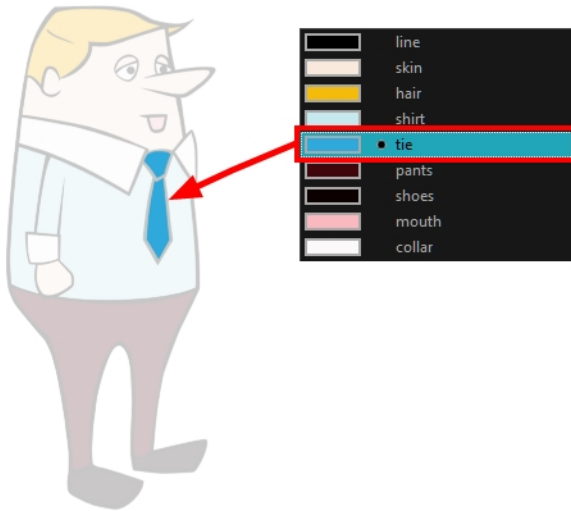 line
skin
hair
shirt
tie
pants
shoes
mouth
collar